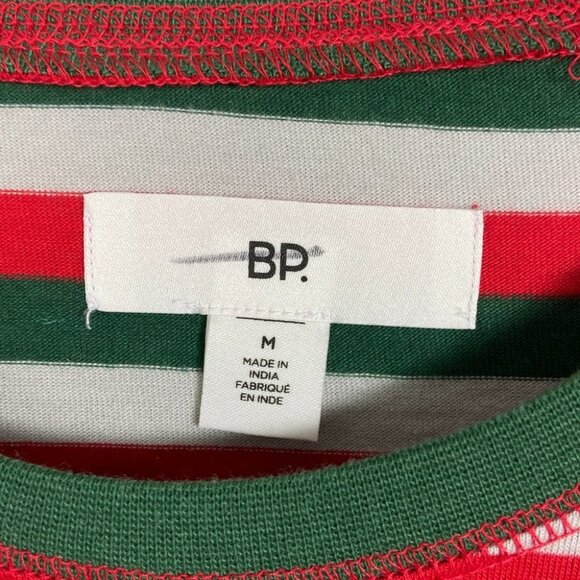 BP.
M
MADE IN
INDIA
FABRIQUÉ
EN INDE